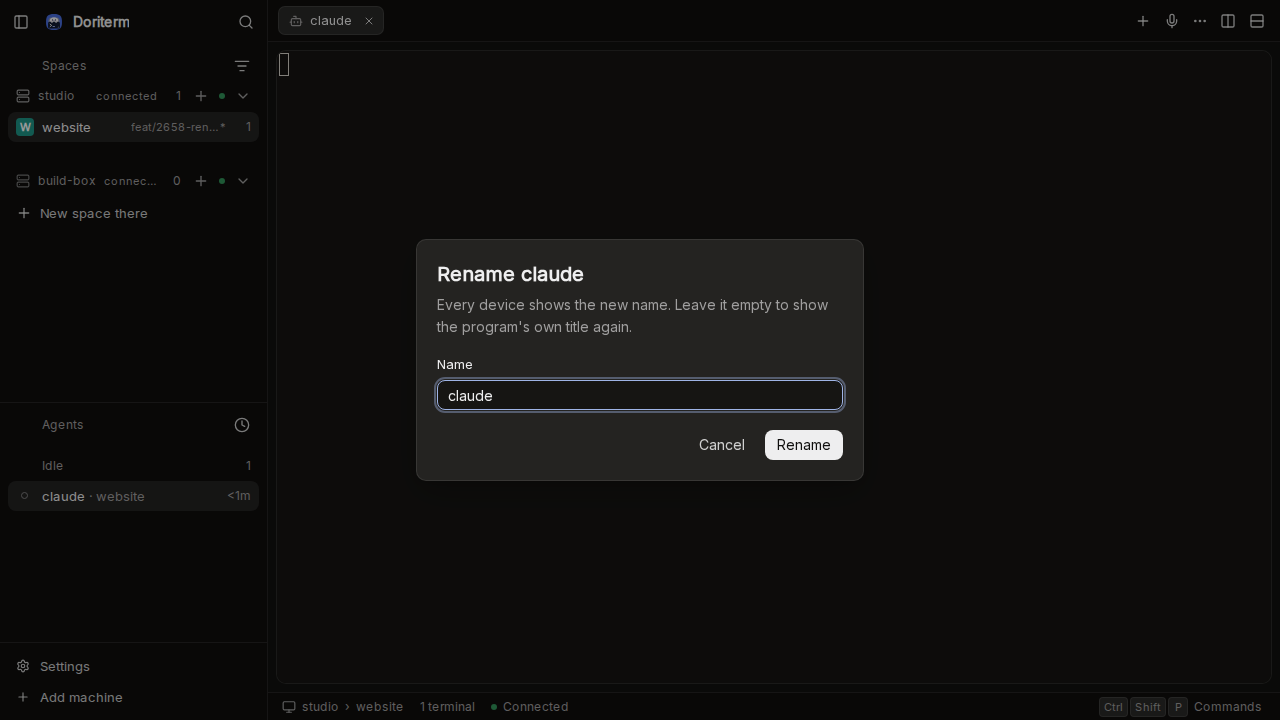 Doriterm
claude
Spaces
studio connected 1
W website feat/2658-ren...* 1
build-box connec... 0
New space there
Rename claude
Every device shows the new name. Leave it empty to show
the program's own title again.
Name
claude
Cancel Rename
Agents
Idle 1
claude · website <1m
Settings
Add machine
studio › website 1 terminal Connected
Ctrl Shift P Commands